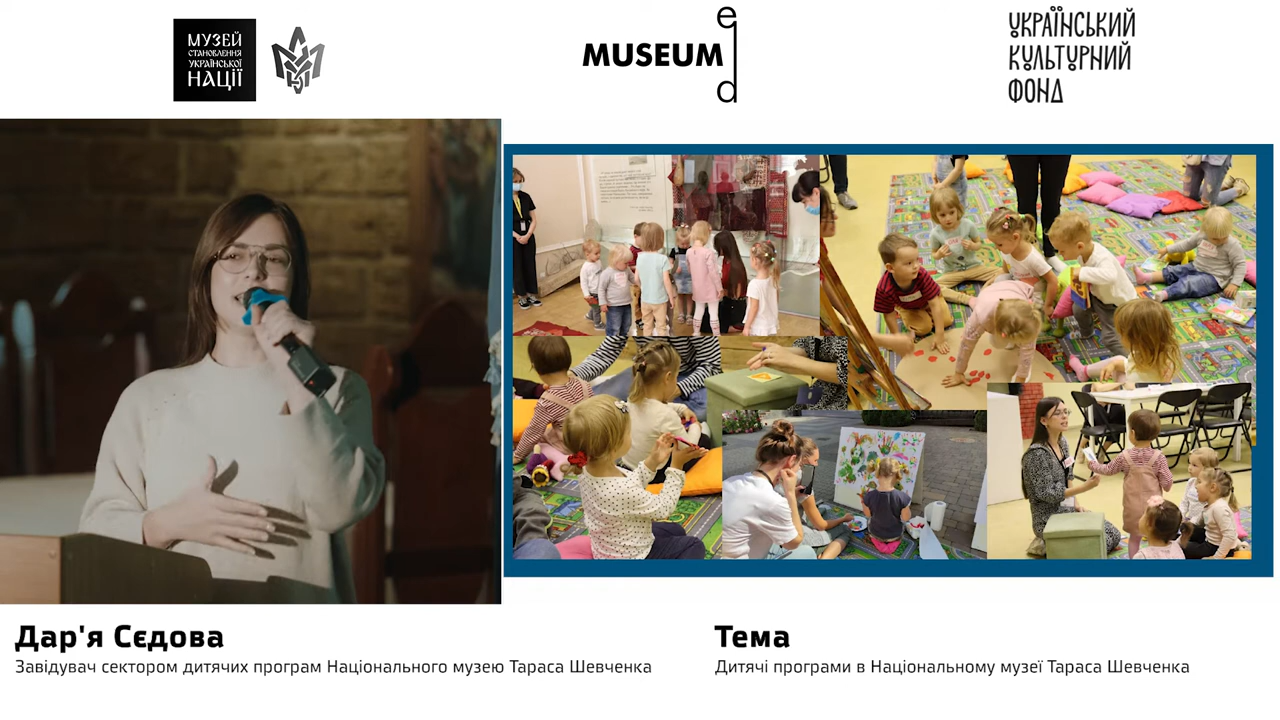 МУЗЕЙ
СТАНОВЛЕННЯ
УКРАЇНСЬКОЇ
НАЦІЇ
MUSEUM
ed
УКРАЇНСЬКИЙ
КУЛЬТУРНИЙ
ФОНД
Дар'я Сєдова
Завідувач сектором дитячих програм Національного музею Тараса Шевченка
Тема
Дитячі програми в Національному музеї Тараса Шевченка